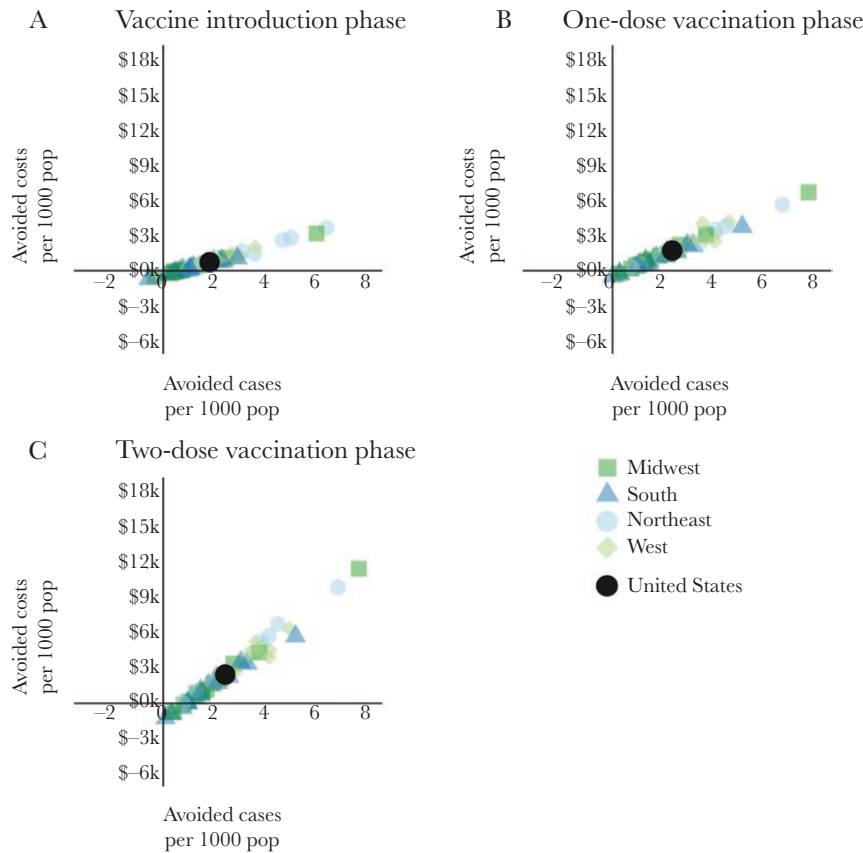 A Vaccine introduction phase
$18k
$15k
$12k
$9k
$6k
$3k
$0k
$–3k
$–6k
–2 0 2 4 6 8
Avoided costs
per 1000 pop
Avoided cases
per 1000 pop
B One-dose vaccination phase
$18k
$15k
$12k
$9k
$6k
$3k
$0k
$–3k
$–6k
–2 0 2 4 6 8
Avoided costs
per 1000 pop
Avoided cases
per 1000 pop
C Two-dose vaccination phase
$18k
$15k
$12k
$9k
$6k
$3k
$0k
$–3k
$–6k
–2 0 2 4 6 8
Avoided costs
per 1000 pop
Avoided cases
per 1000 pop
Midwest
South
Northeast
West
United States